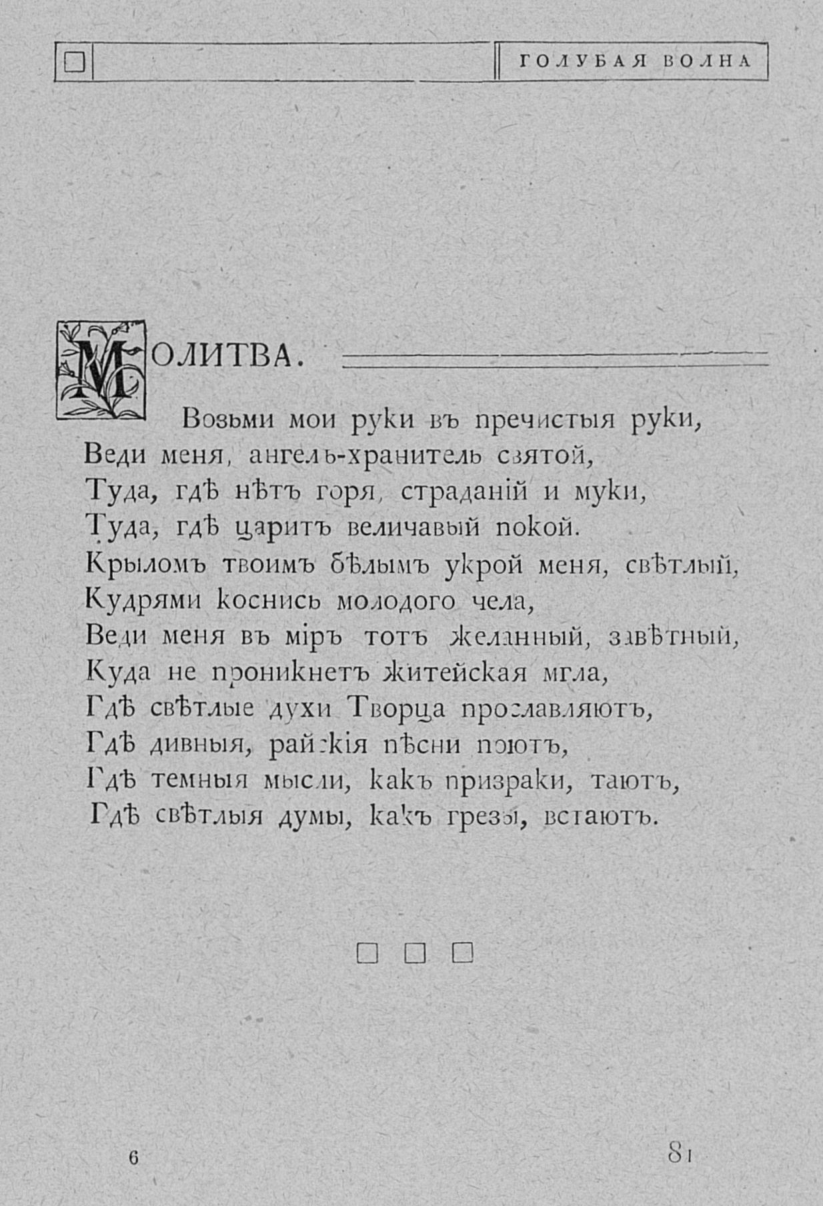 ГОЛУБАЯ ВОЛНА
МОЛИТВА.
Возьми мои руки въ пречистыя руки,
Веди меня, ангелъ-хранитель святой,
Туда, гдѣ нѣтъ горя, страданій и муки,
Туда, гдѣ царитъ величавый покой.
Крыломъ твоимъ бѣлымъ укрой меня, свѣтлый,
Кудрями коснись молодого чела,
Веди меня въ міръ тотъ желанный, завѣтный,
Куда не проникнетъ житейская мгла,
Гдѣ свѣтлые духи Творца прославляютъ,
Гдѣ дивныя, райскія пѣсни поютъ,
Гдѣ темныя мысли, какъ призраки, таютъ,
Гдѣ свѣтлыя думы, какъ грезы, встаютъ.
6 81